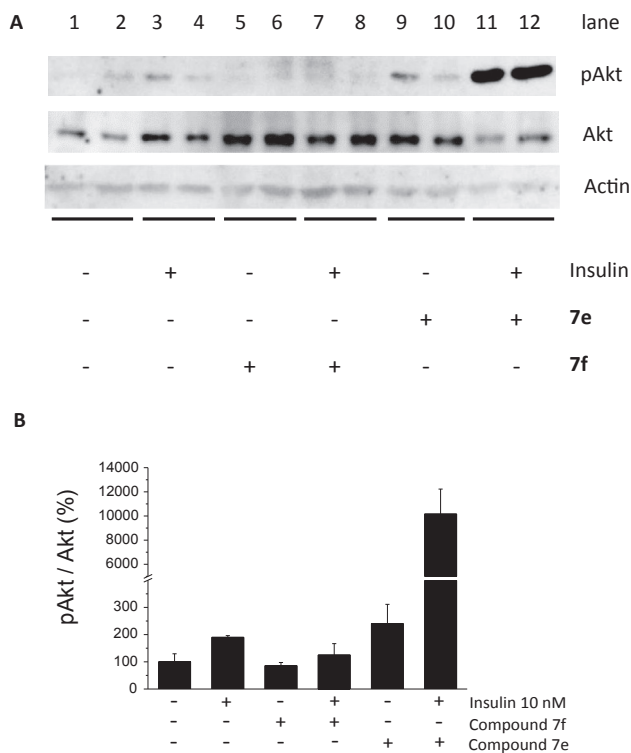 A 1 2 3 4 5 6 7 8 9 10 11 12 lane
pAkt
Akt
Actin
- + - + - + Insulin
- - - - + + 7e
- - + + - - 7f
B
pAkt / Akt (%)
14000
12000
10000
8000
6000
300
200
100
0
- + - + - + Insulin 10 nM
- - + + - - Compound 7f
- - - - + + Compound 7e